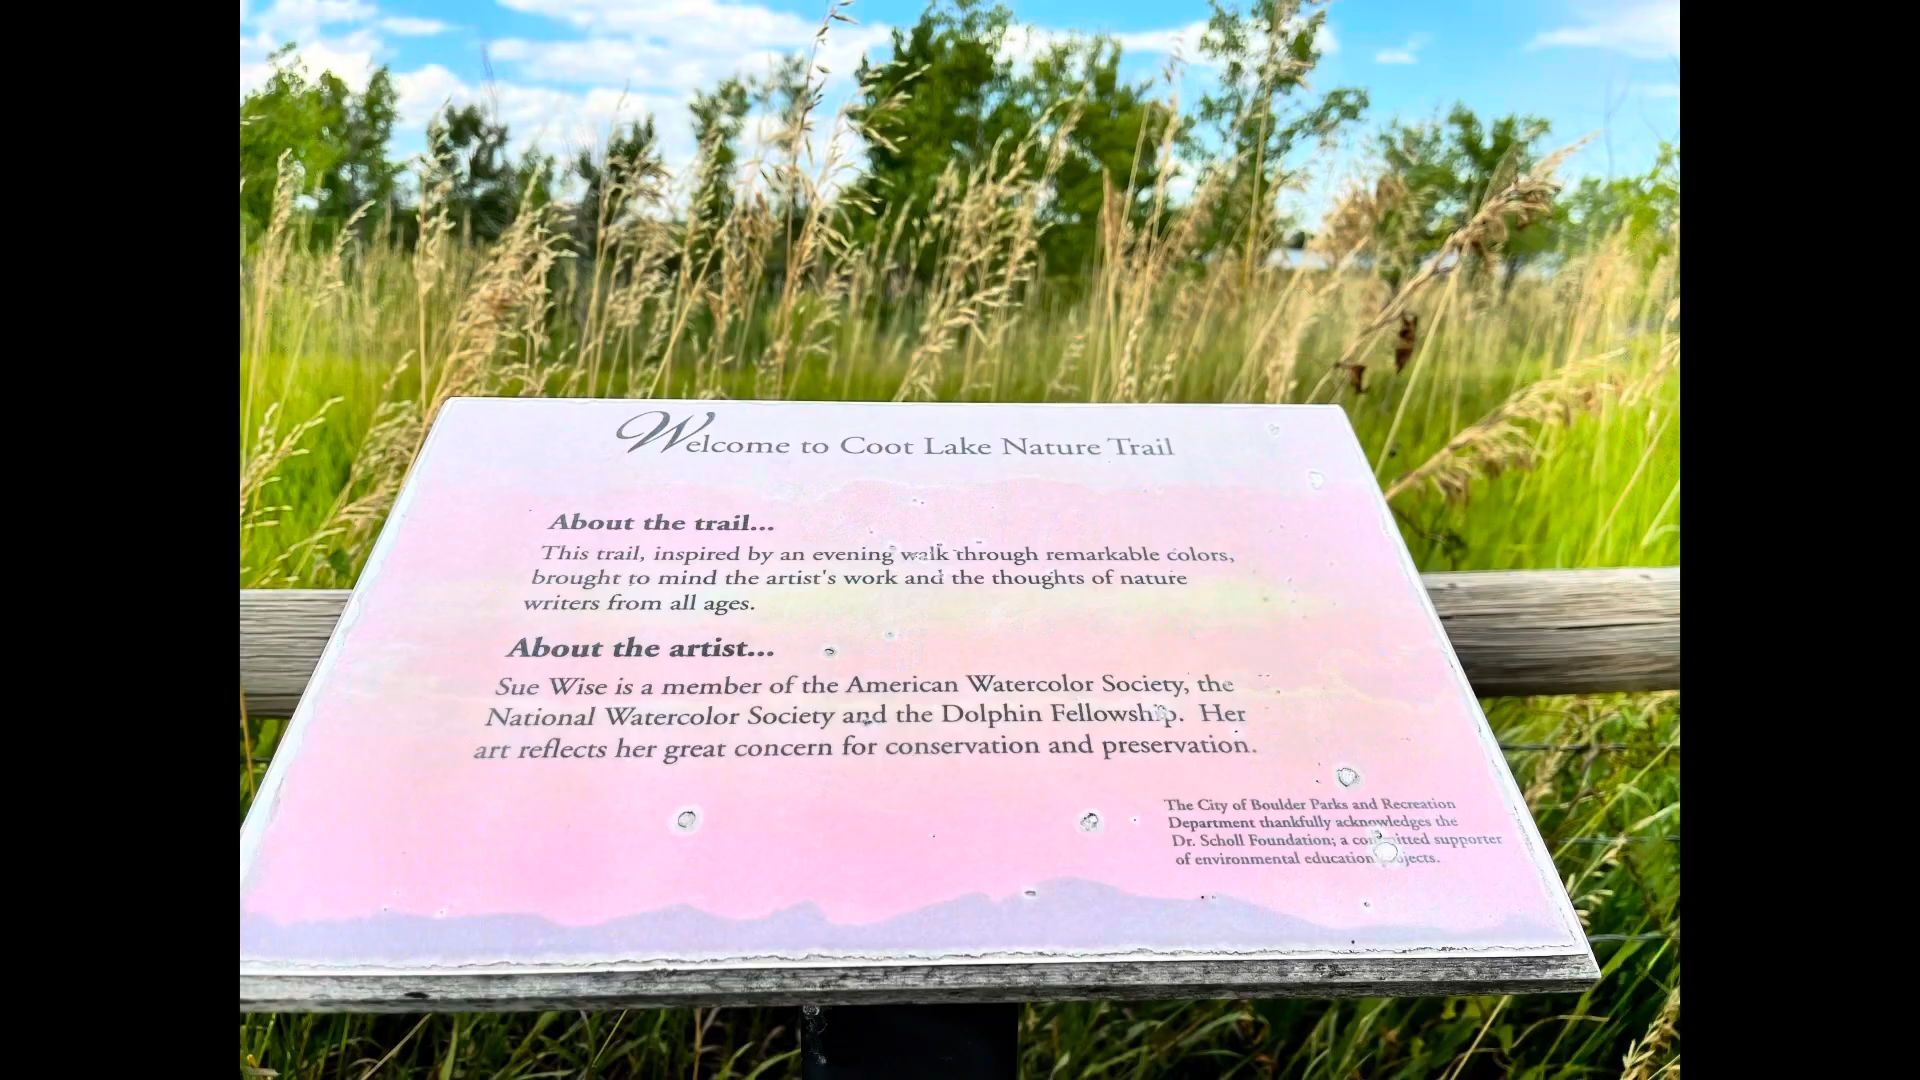 Welcome to Coot Lake Nature Trail
About the trail...
This trail, inspired by an evening walk through remarkable colors,
brought to mind the artist's work and the thoughts of nature
writers from all ages.
About the artist...
Sue Wise is a member of the American Watercolor Society, the
National Watercolor Society and the Dolphin Fellowship. Her
art reflects her great concern for conservation and preservation.
The City of Boulder Parks and Recreation
Department thankfully acknowledges the
Dr. Scholl Foundation; a committed supporter
of environmental education projects.